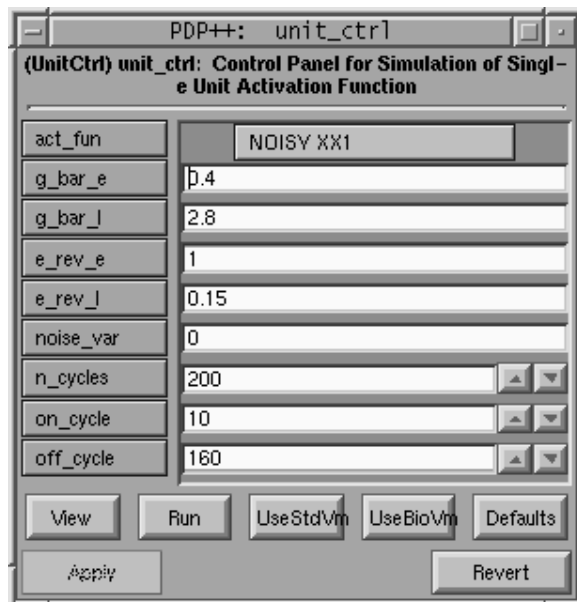 PDP++: unit_ctrl
(UnitCtrl) unit_ctrl: Control Panel for Simulation of Singl-
e Unit Activation Function
act_fun NOISY XX1
g_bar_e 0.4
g_bar_l 2.8
e_rev_e 1
e_rev_l 0.15
noise_var 0
n_cycles 200
on_cycle 10
off_cycle 160
View Run UseStdVm UseBioVm Defaults
Apply Revert